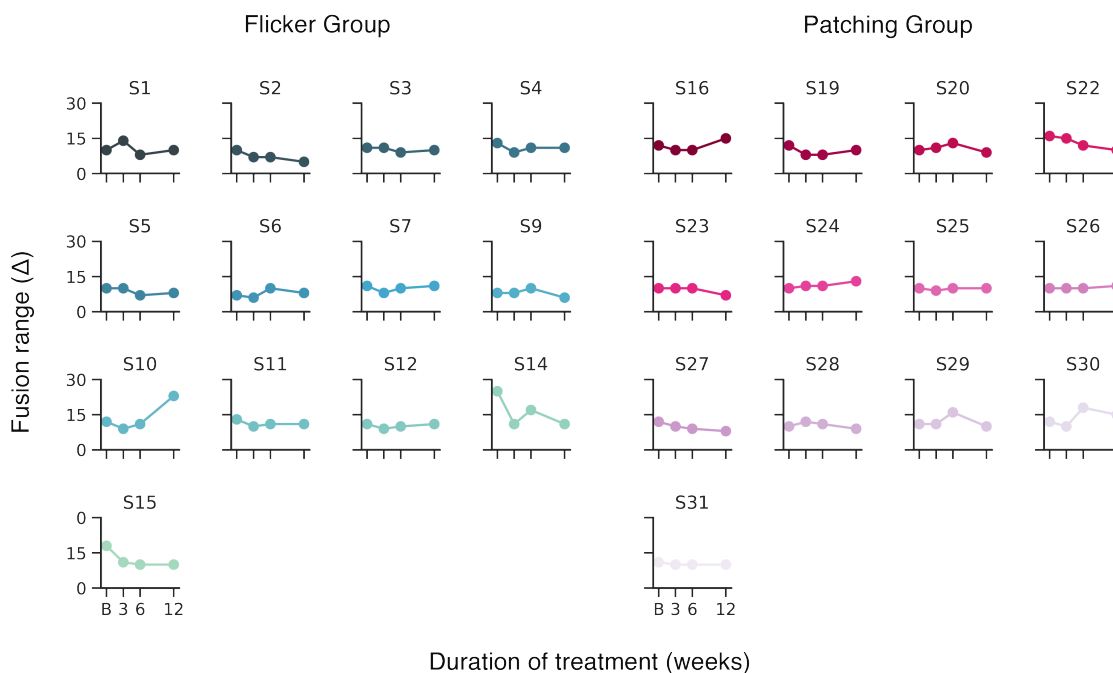 Flicker Group Patching Group
S1 S2 S3 S4 S16 S19 S20 S22
30
15
0
S5 S6 S7 S9 S23 S24 S25 S26
30
15
0
S10 S11 S12 S14 S27 S28 S29 S30
30
15
0
S15 S31
0
15
0
B 3 6 12 B 3 6 12
Fusion range (Δ)
Duration of treatment (weeks)